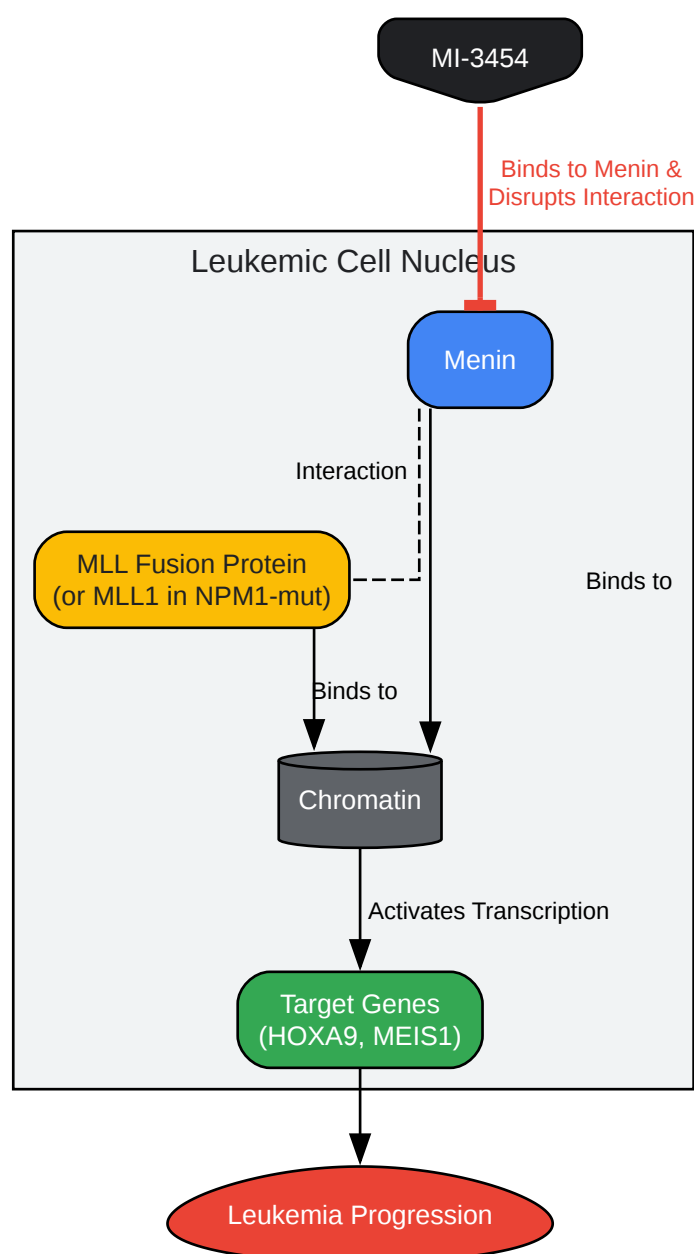 MI-3454
Binds to Menin &
Disrupts Interaction
Leukemic Cell Nucleus
Menin
Interaction
MLL Fusion Protein
(or MLL1 in NPM1-mut)
Binds to
Binds to
Chromatin
Activates Transcription
Target Genes
(HOXA9, MEIS1)
Leukemia Progression